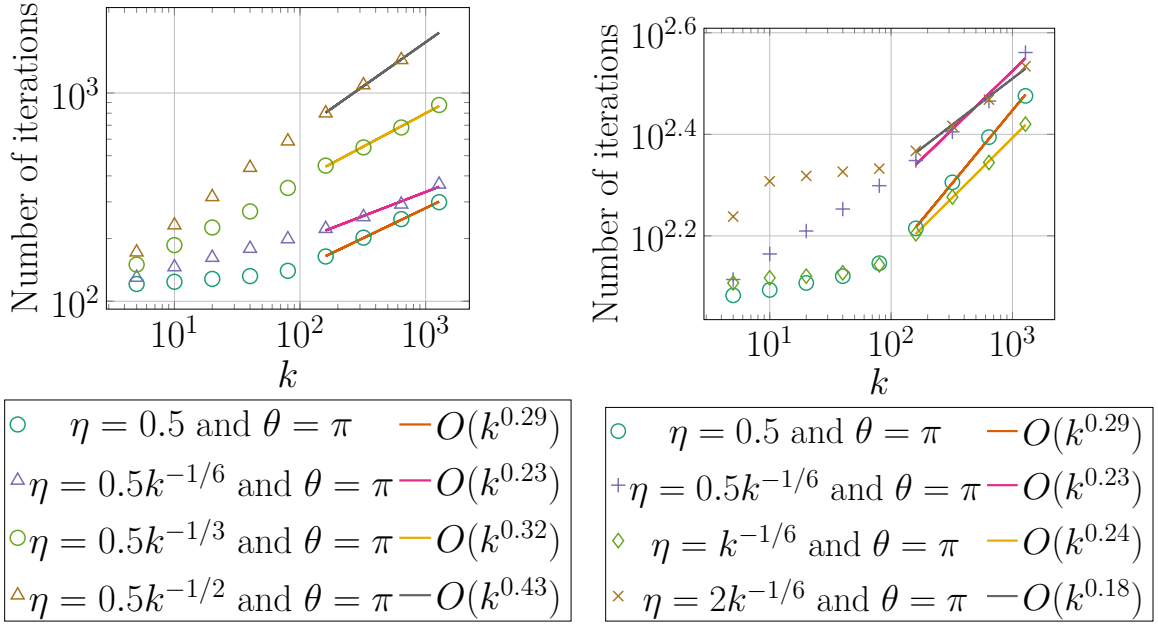 Number of iterations
10^3
10^2
10^1
10^2
10^3
k
η = 0.5 and θ = π
O(k^{0.29})
η = 0.5k^{-1/6} and θ = π
O(k^{0.23})
η = 0.5k^{-1/3} and θ = π
O(k^{0.32})
η = 0.5k^{-1/2} and θ = π
O(k^{0.43})
Number of iterations
10^{2.6}
10^{2.4}
10^{2.2}
10^1
10^2
10^3
k
η = 0.5 and θ = π
O(k^{0.29})
η = 0.5k^{-1/6} and θ = π
O(k^{0.23})
η = k^{-1/6} and θ = π
O(k^{0.24})
η = 2k^{-1/6} and θ = π
O(k^{0.18})